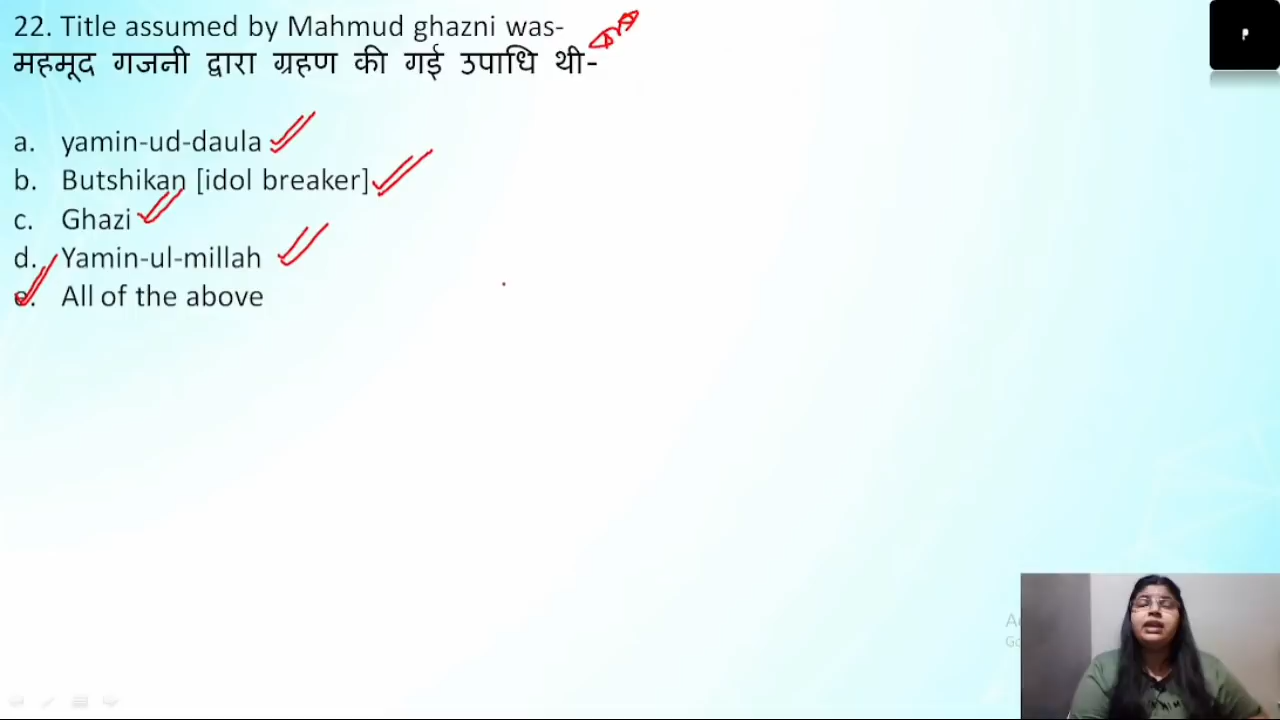 22. Title assumed by Mahmud ghazni was-
महमूद गजनी द्वारा ग्रहण की गई उपाधि थी-
a. yamin-ud-daula
b. Butshikan [idol breaker]
c. Ghazi
d. Yamin-ul-millah
e. All of the above